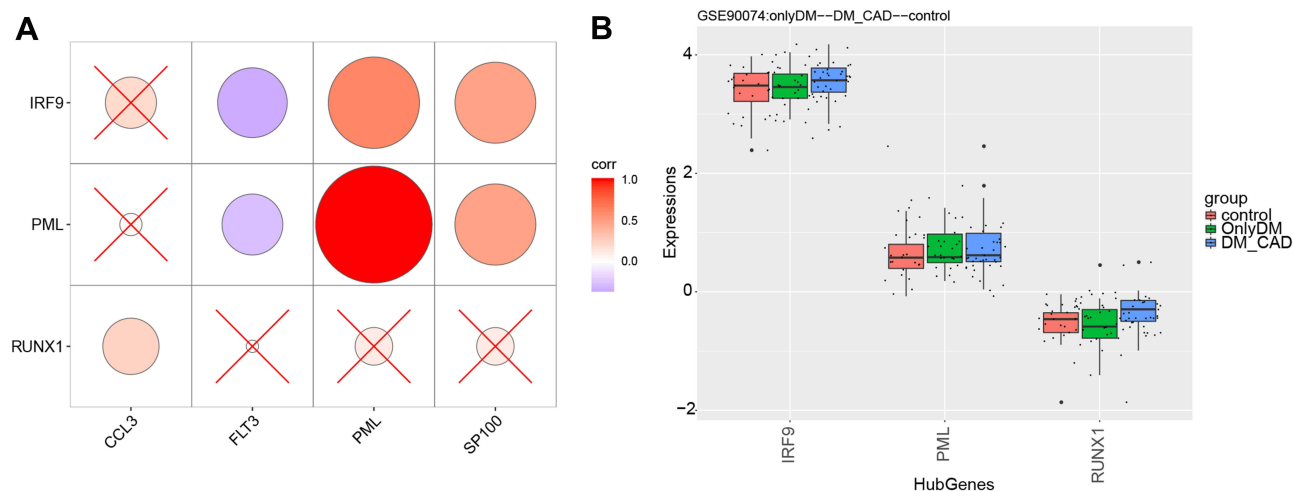 A
IRF9
PML
RUNX1
CCL3
FLT3
PML
SP100
corr
1.0
0.5
0.0
B
GSE90074:onlyDM--DM_CAD--control
Expressions
4
2
0
−2
IRF9
PML
RUNX1
HubGenes
group
control
OnlyDM
DM_CAD